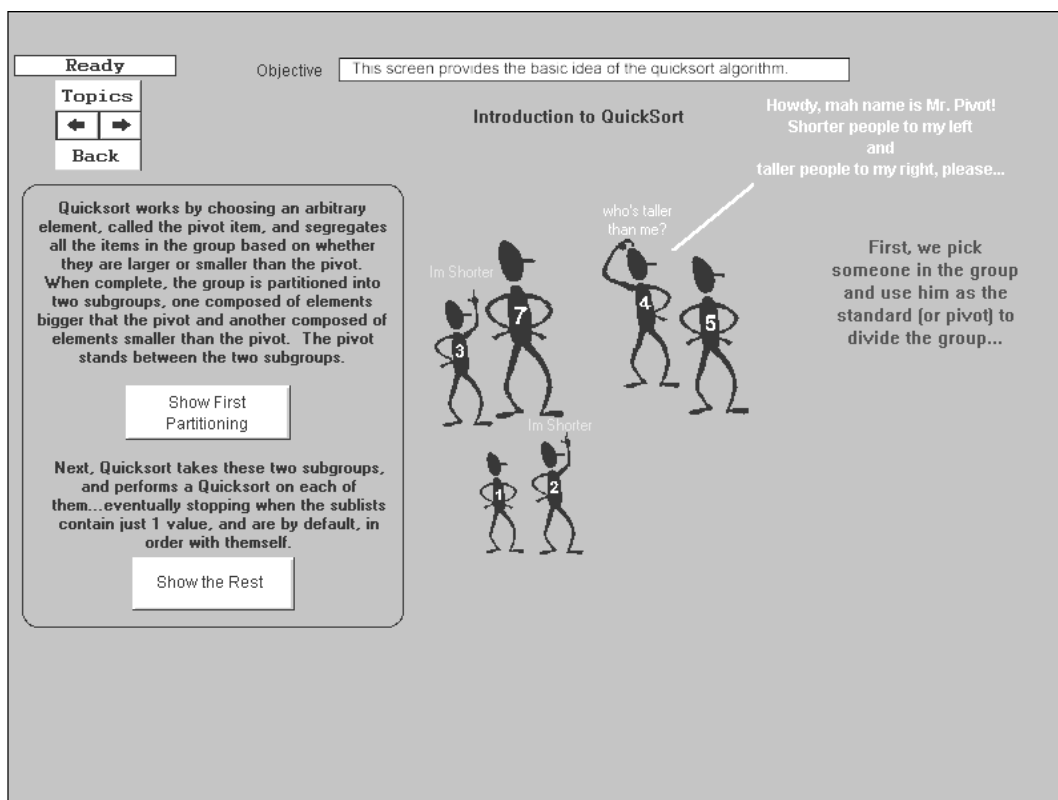 Ready
Objective
This screen provides the basic idea of the quicksort algorithm.
Topics
Back
Introduction to QuickSort
Howdy, mah name is Mr. Pivot!
Shorter people to my left
and
taller people to my right, please...
Quicksort works by choosing an arbitrary
element, called the pivot item, and segregates
all the items in the group based on whether
they are larger or smaller than the pivot.
When complete, the group is partitioned into
two subgroups, one composed of elements
bigger that the pivot and another composed of
elements smaller than the pivot. The pivot
stands between the two subgroups.
Show First
Partitioning
Next, Quicksort takes these two subgroups,
and performs a Quicksort on each of
them...eventually stopping when the sublists
contain just 1 value, and are by default, in
order with themself.
Show the Rest
who's taller
than me?
Im Shorter
3
7
4
5
Im Shorter
1
2
First, we pick
someone in the group
and use him as the
standard (or pivot) to
divide the group...